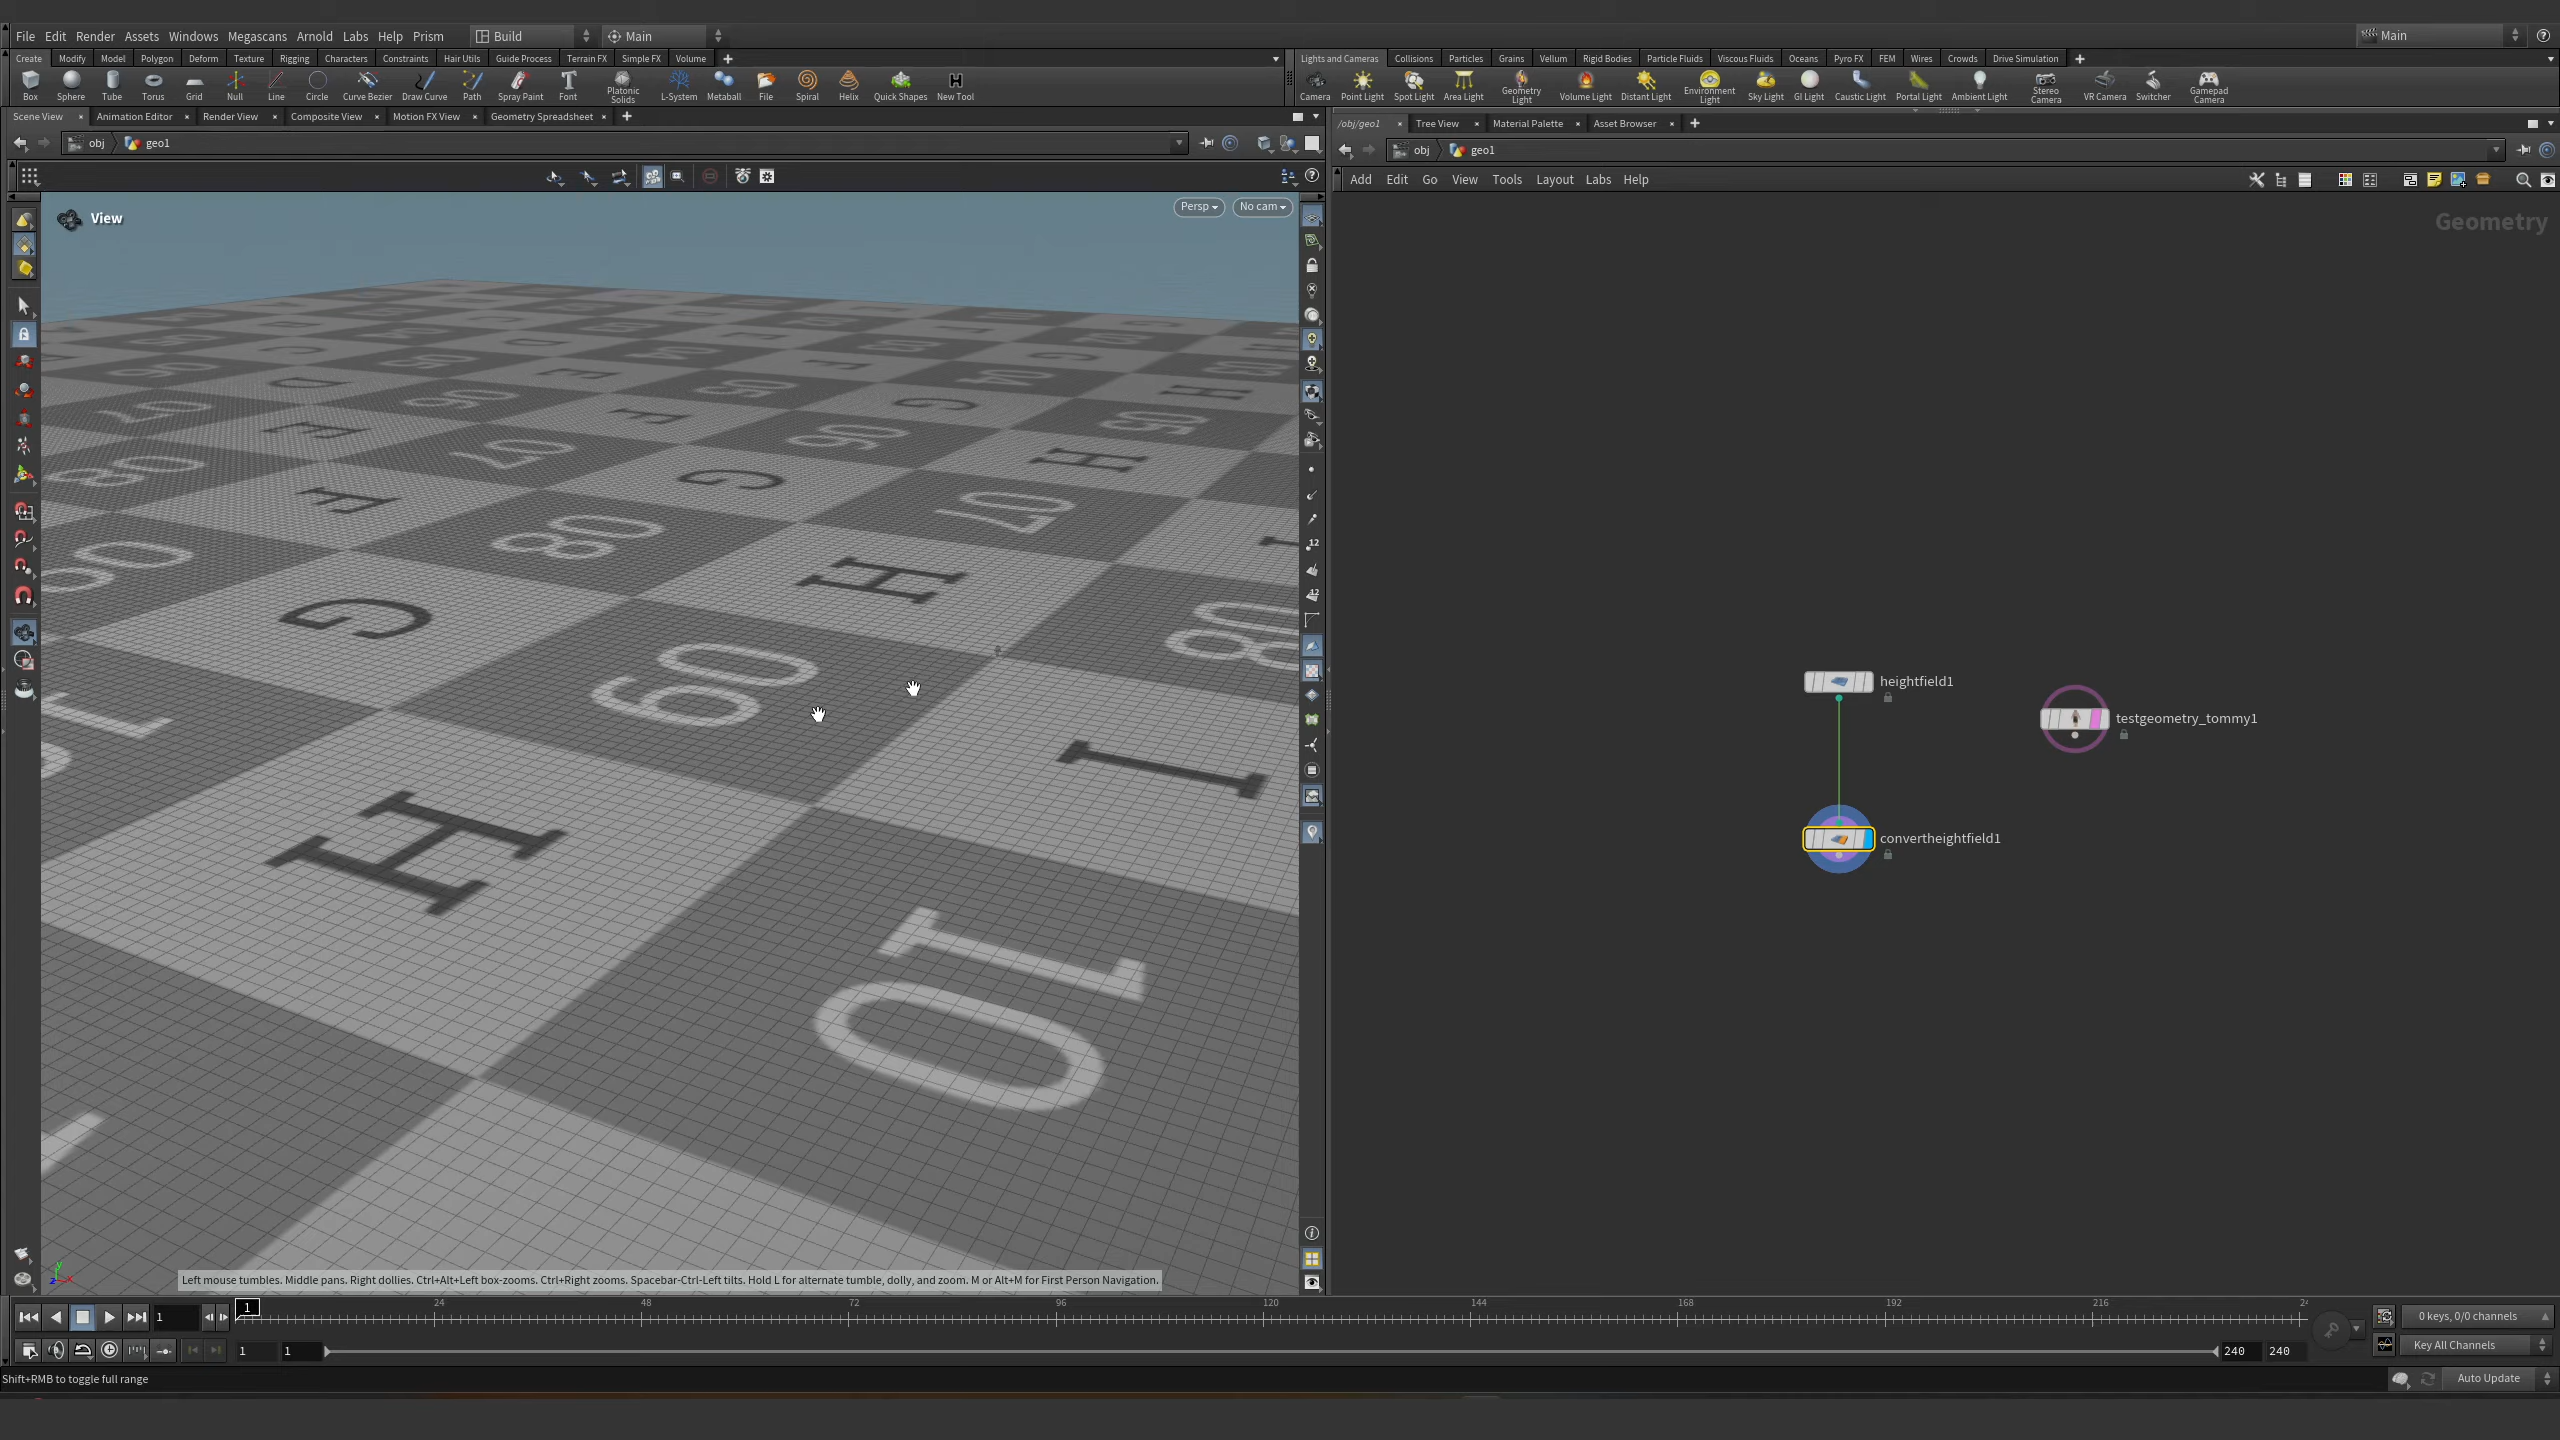 File Edit Render Assets Windows Megascans Arnold Labs Help Prism Build Main Main
Create Modify Model Polygon Deform Texture Rigging Characters Constraints Hair Utils Guide Process Terrain FX Simple FX Volume
Lights and Cameras Collisions Particles Grains Vellum Rigid Bodies Particle Fluids Viscous Fluids Oceans Pyro FX FEM Wires Crowds Drive Simulation
Box Sphere Tube Torus Grid Null Line Circle Curve Bezier Draw Curve Path Spray Paint Font Platonic Solids L-System Metaball File Spiral Helix Quick Shapes New Tool
Camera Point Light Spot Light Area Light Geometry Light Volume Light Distant Light Environment Light Sky Light GI Light Caustic Light Portal Light Ambient Light Stereo Camera VR Camera Switcher Gamepad Camera
Scene View Animation Editor Render View Composite View Motion FX View Geometry Spreadsheet
/obj/geo1 Tree View Material Palette Asset Browser
obj geo1
obj geo1
Add Edit Go View Tools Layout Labs Help
View
Persp No cam
Geometry
G
E
H
E
G
H
E
07
G
07
08
H
09
G
08
09
I
H
10
12
12
heightfield1
testgeometry_tommy1
convertheightfield1
Left mouse tumbles. Middle pans. Right dollies. Ctrl+Alt+Left box-zooms. Ctrl+Right zooms. Spacebar-Ctrl-Left tilts. Hold L for alternate tumble, dolly, and zoom. M or Alt+M for First Person Navigation.
y
z x
1 1 24 48 72 96 120 144 168 192 216 24
0 keys, 0/0 channels
1 1 240 240
Key All Channels
Shift+RMB to toggle full range
Auto Update